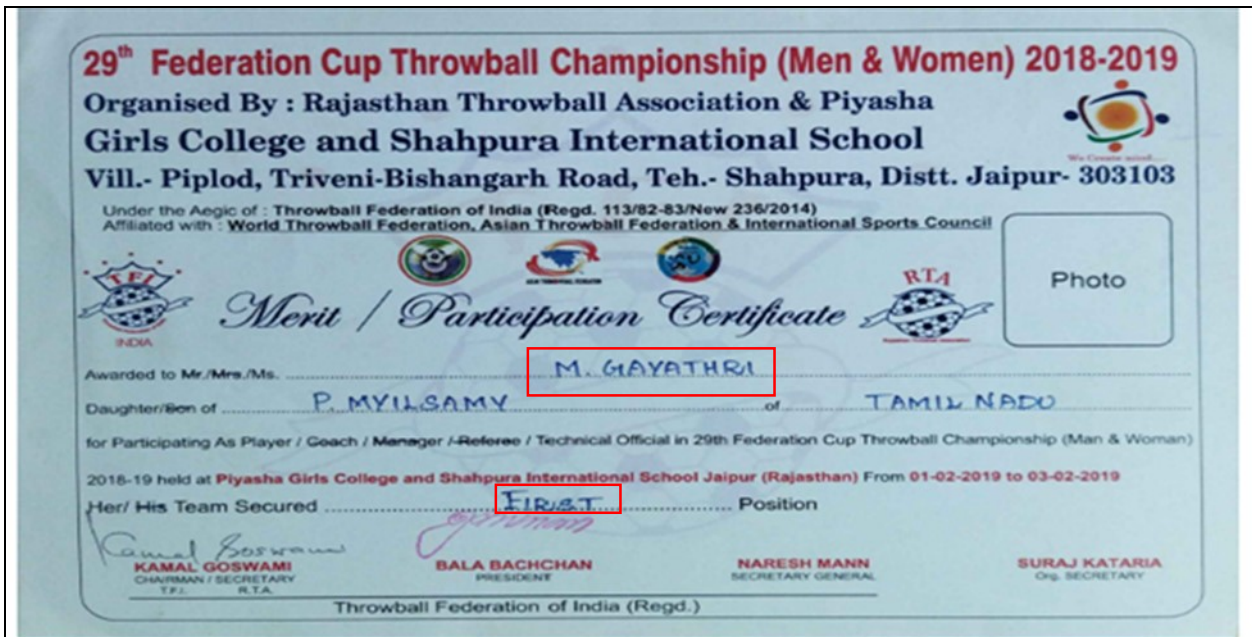 29th Federation Cup Throwball Championship (Men & Women) 2018-2019
Organised By : Rajasthan Throwball Association & Piyasha
Girls College and Shahpura International School
We Create mind....
Vill.- Piplod, Triveni-Bishangarh Road, Teh.- Shahpura, Distt. Jaipur- 303103
Under the Aegic of : Throwball Federation of India (Regd. 113/82-83/New 236/2014)
Affiliated with : World Throwball Federation, Asian Throwball Federation & International Sports Council
TFI
INDIA
RTA
Photo
Merit / Participation Certificate
Awarded to Mr./Mrs./Ms. M. GAYATHRI
Daughter/Son of P. MYILSAMY of TAMIL NADU
for Participating As Player / Coach / Manager / Referee / Technical Official in 29th Federation Cup Throwball Championship (Man & Woman)
2018-19 held at Piyasha Girls College and Shahpura International School Jaipur (Rajasthan) From 01-02-2019 to 03-02-2019
Her/ His Team Secured FIRST Position
Kamal Goswami
KAMAL GOSWAMI BALA BACHCHAN NARESH MANN SURAJ KATARIA
CHAIRMAN / SECRETARY PRESIDENT SECRETARY GENERAL Org. SECRETARY
T.F.I. R.T.A.
Throwball Federation of India (Regd.)